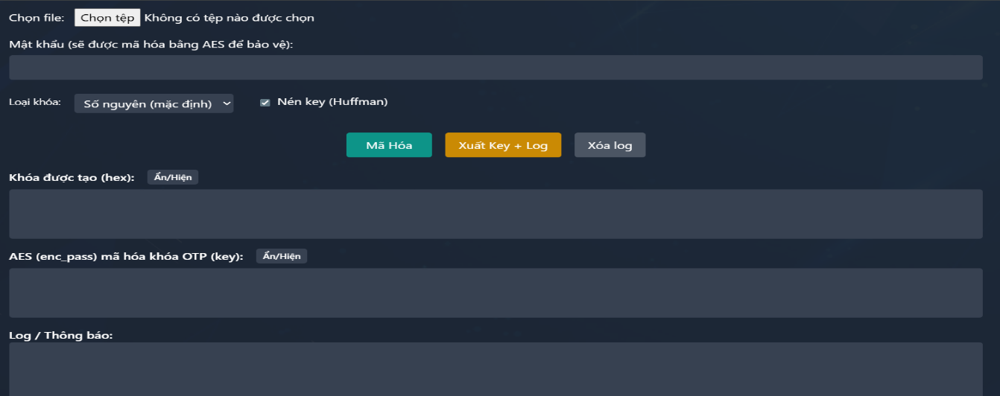 Chọn file: Chọn tệp Không có tệp nào được chọn
Mật khẩu (sẽ được mã hóa bằng AES để bảo vệ):
Loại khóa: Số nguyên (mặc định) Nén key (Huffman)
Mã Hóa Xuất Key + Log Xóa log
Khóa được tạo (hex): Ẩn/Hiện
AES (enc_pass) mã hóa khóa OTP (key): Ẩn/Hiện
Log / Thông báo: